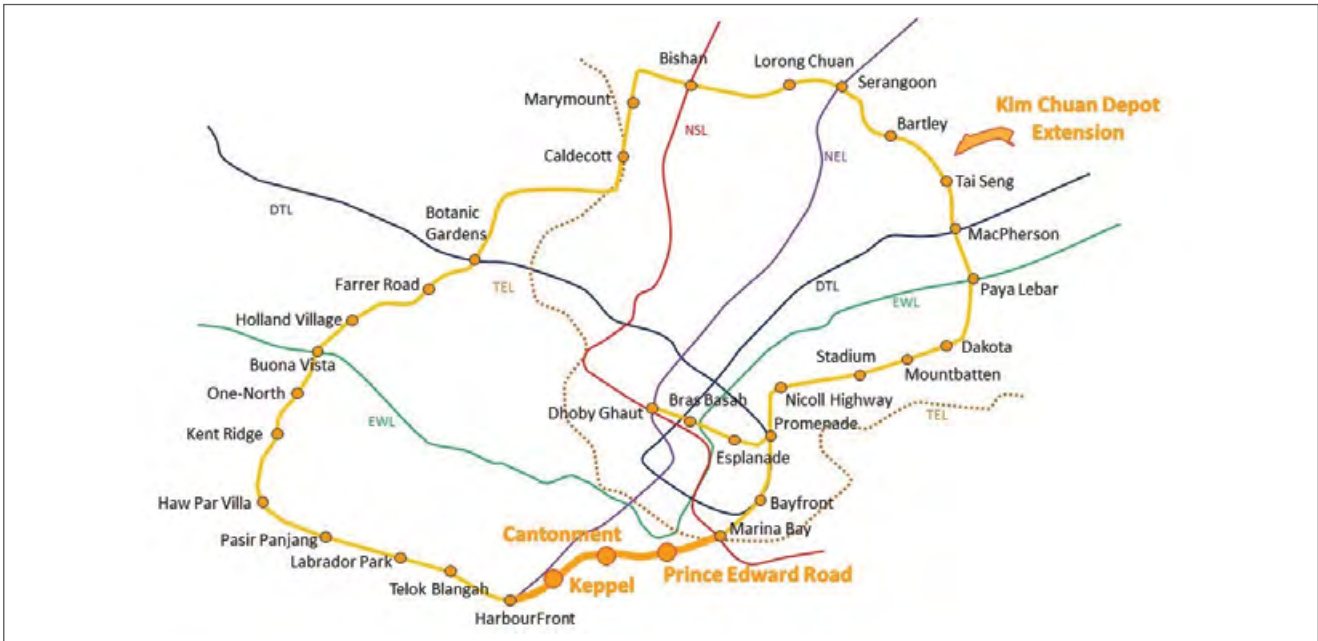 Bishan
Lorong Chuan
Serangoon
Marymount
Kim Chuan Depot
Extension
Bartley
NSL
NEL
Caldecott
Tai Seng
DTL
Botanic
Gardens
MacPherson
Farrer Road
TEL
DTL
EWL
Paya Lebar
Holland Village
Buona Vista
Stadium
Dakota
Mountbatten
One-North
Bras Basah
Nicoll Highway
TEL
Dhoby Ghaut
Promenade
EWL
Kent Ridge
Esplanade
Haw Par Villa
Bayfront
Pasir Panjang
Cantonment
Marina Bay
Labrador Park
Prince Edward Road
Telok Blangah
Keppel
HarbourFront